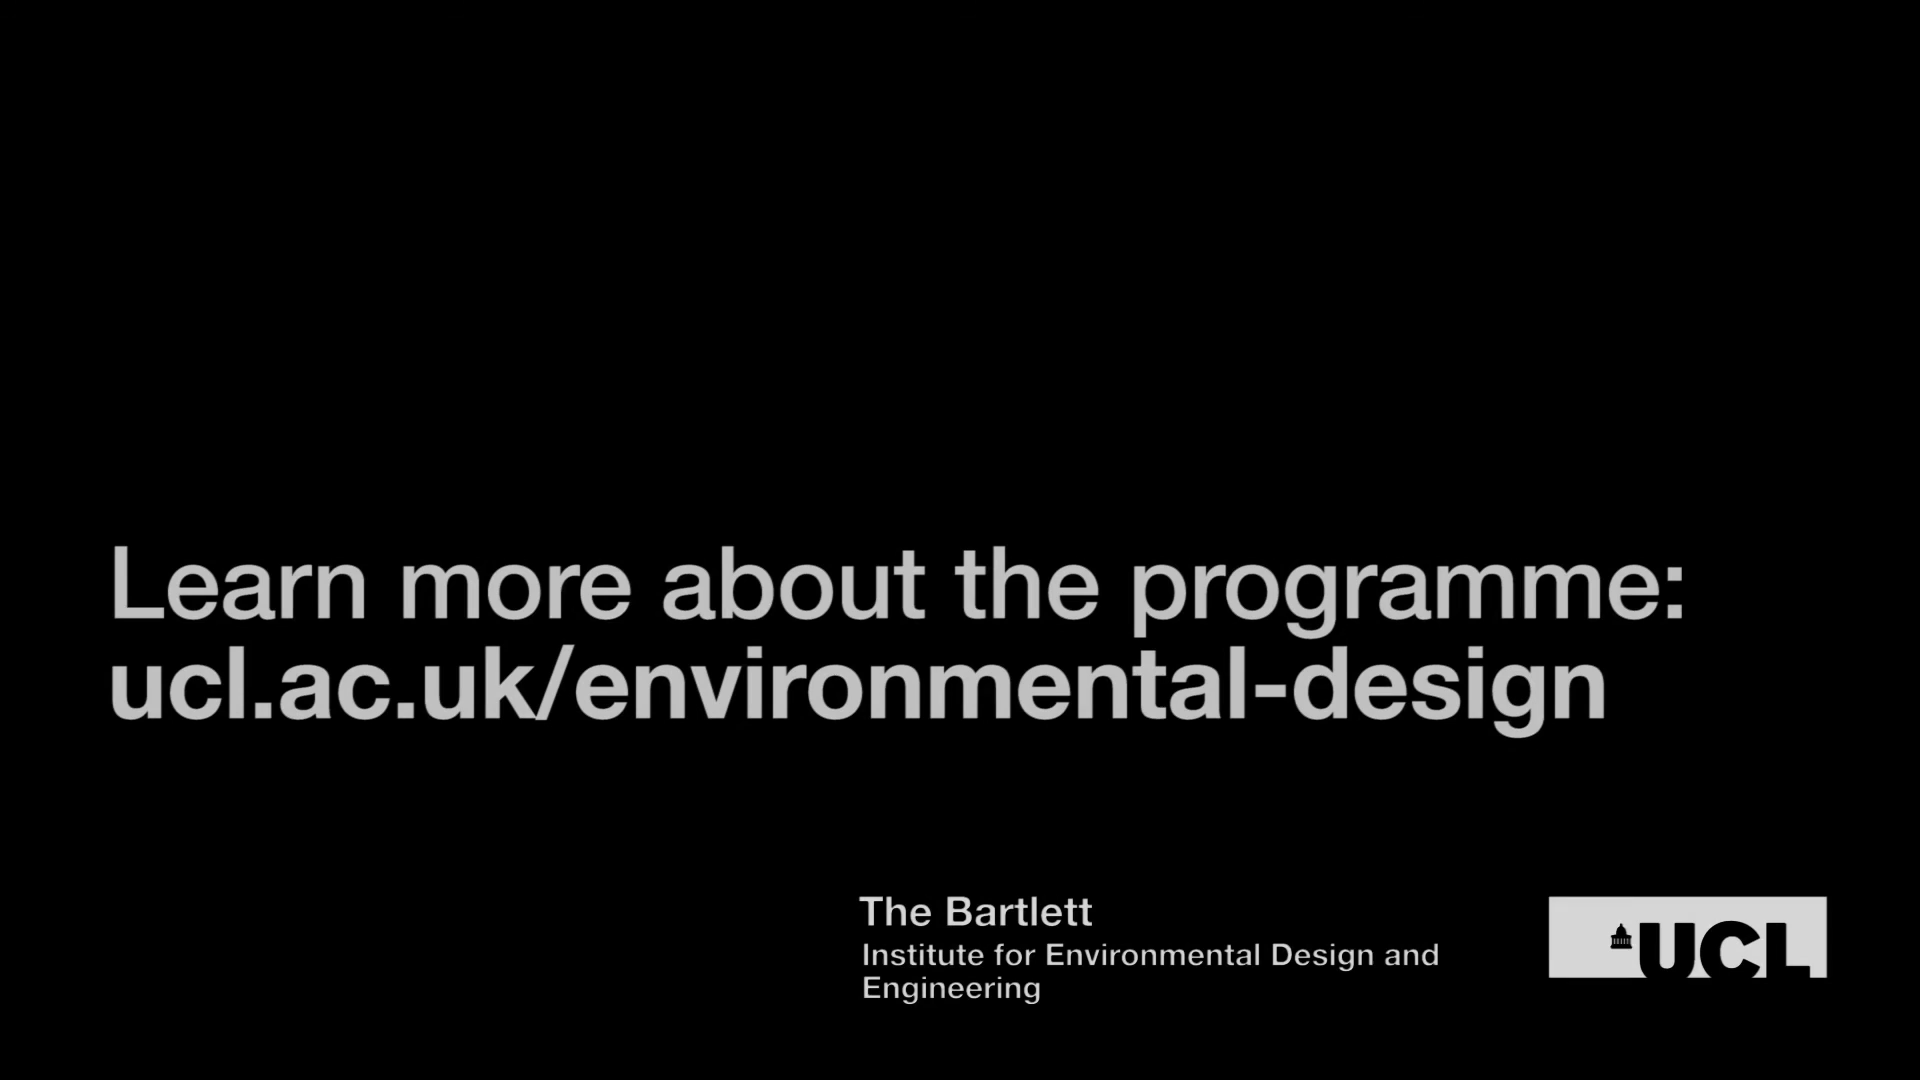 Learn more about the programme:
ucl.ac.uk/environmental-design
The Bartlett
Institute for Environmental Design and
Engineering
UCL